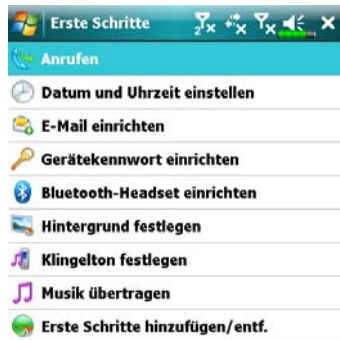 Erste Schritte
Anrufen
Datum und Uhrzeit einstellen
E-Mail einrichten
Gerätekennwort einrichten
Bluetooth-Headset einrichten
Hintergrund festlegen
Klingelton festlegen
Musik übertragen
Erste Schritte hinzufügen/entf.